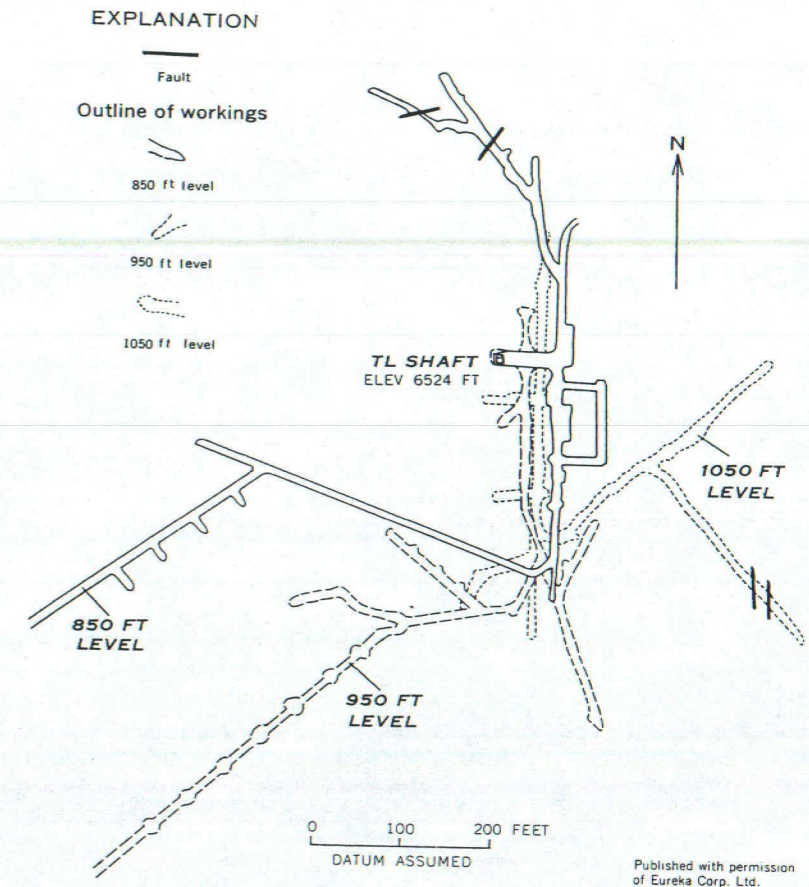 EXPLANATION
Fault
Outline of workings
850 ft level
950 ft level
1050 ft level
N
TL SHAFT
ELEV 6524 FT
1050 FT
LEVEL
850 FT
LEVEL
950 FT
LEVEL
0 100 200 FEET
DATUM ASSUMED
Published with permission
of Eureka Corp. Ltd.